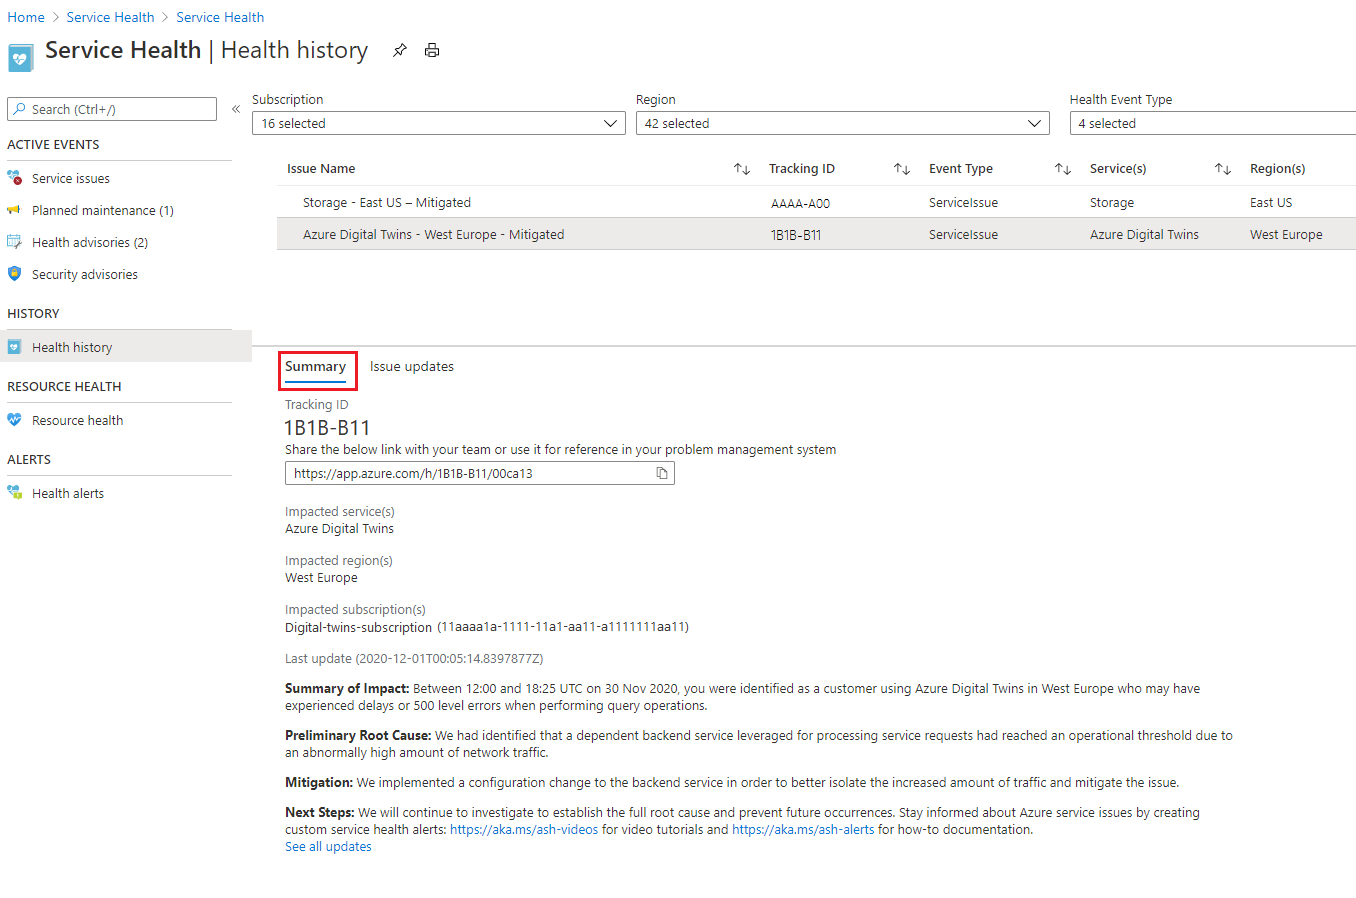 Home > Service Health > Service Health
Service Health | Health history
Search (Ctrl+/)
«
ACTIVE EVENTS
Service issues
Planned maintenance (1)
Health advisories (2)
Security advisories
HISTORY
Health history
RESOURCE HEALTH
Resource health
ALERTS
Health alerts
Subscription Region Health Event Type
16 selected 42 selected 4 selected
Issue Name Tracking ID Event Type Service(s) Region(s)
Storage - East US – Mitigated AAAA-A00 ServiceIssue Storage East US
Azure Digital Twins - West Europe - Mitigated 1B1B-B11 ServiceIssue Azure Digital Twins West Europe
Summary Issue updates
Tracking ID
1B1B-B11
Share the below link with your team or use it for reference in your problem management system
https://app.azure.com/h/1B1B-B11/00ca13
Impacted service(s)
Azure Digital Twins
Impacted region(s)
West Europe
Impacted subscription(s)
Digital-twins-subscription (11aaaa1a-1111-11a1-aa11-a1111111aa11)
Last update (2020-12-01T00:05:14.8397877Z)
Summary of Impact: Between 12:00 and 18:25 UTC on 30 Nov 2020, you were identified as a customer using Azure Digital Twins in West Europe who may have
experienced delays or 500 level errors when performing query operations.
Preliminary Root Cause: We had identified that a dependent backend service leveraged for processing service requests had reached an operational threshold due to
an abnormally high amount of network traffic.
Mitigation: We implemented a configuration change to the backend service in order to better isolate the increased amount of traffic and mitigate the issue.
Next Steps: We will continue to investigate to establish the full root cause and prevent future occurrences. Stay informed about Azure service issues by creating
custom service health alerts: https://aka.ms/ash-videos for video tutorials and https://aka.ms/ash-alerts for how-to documentation.
See all updates